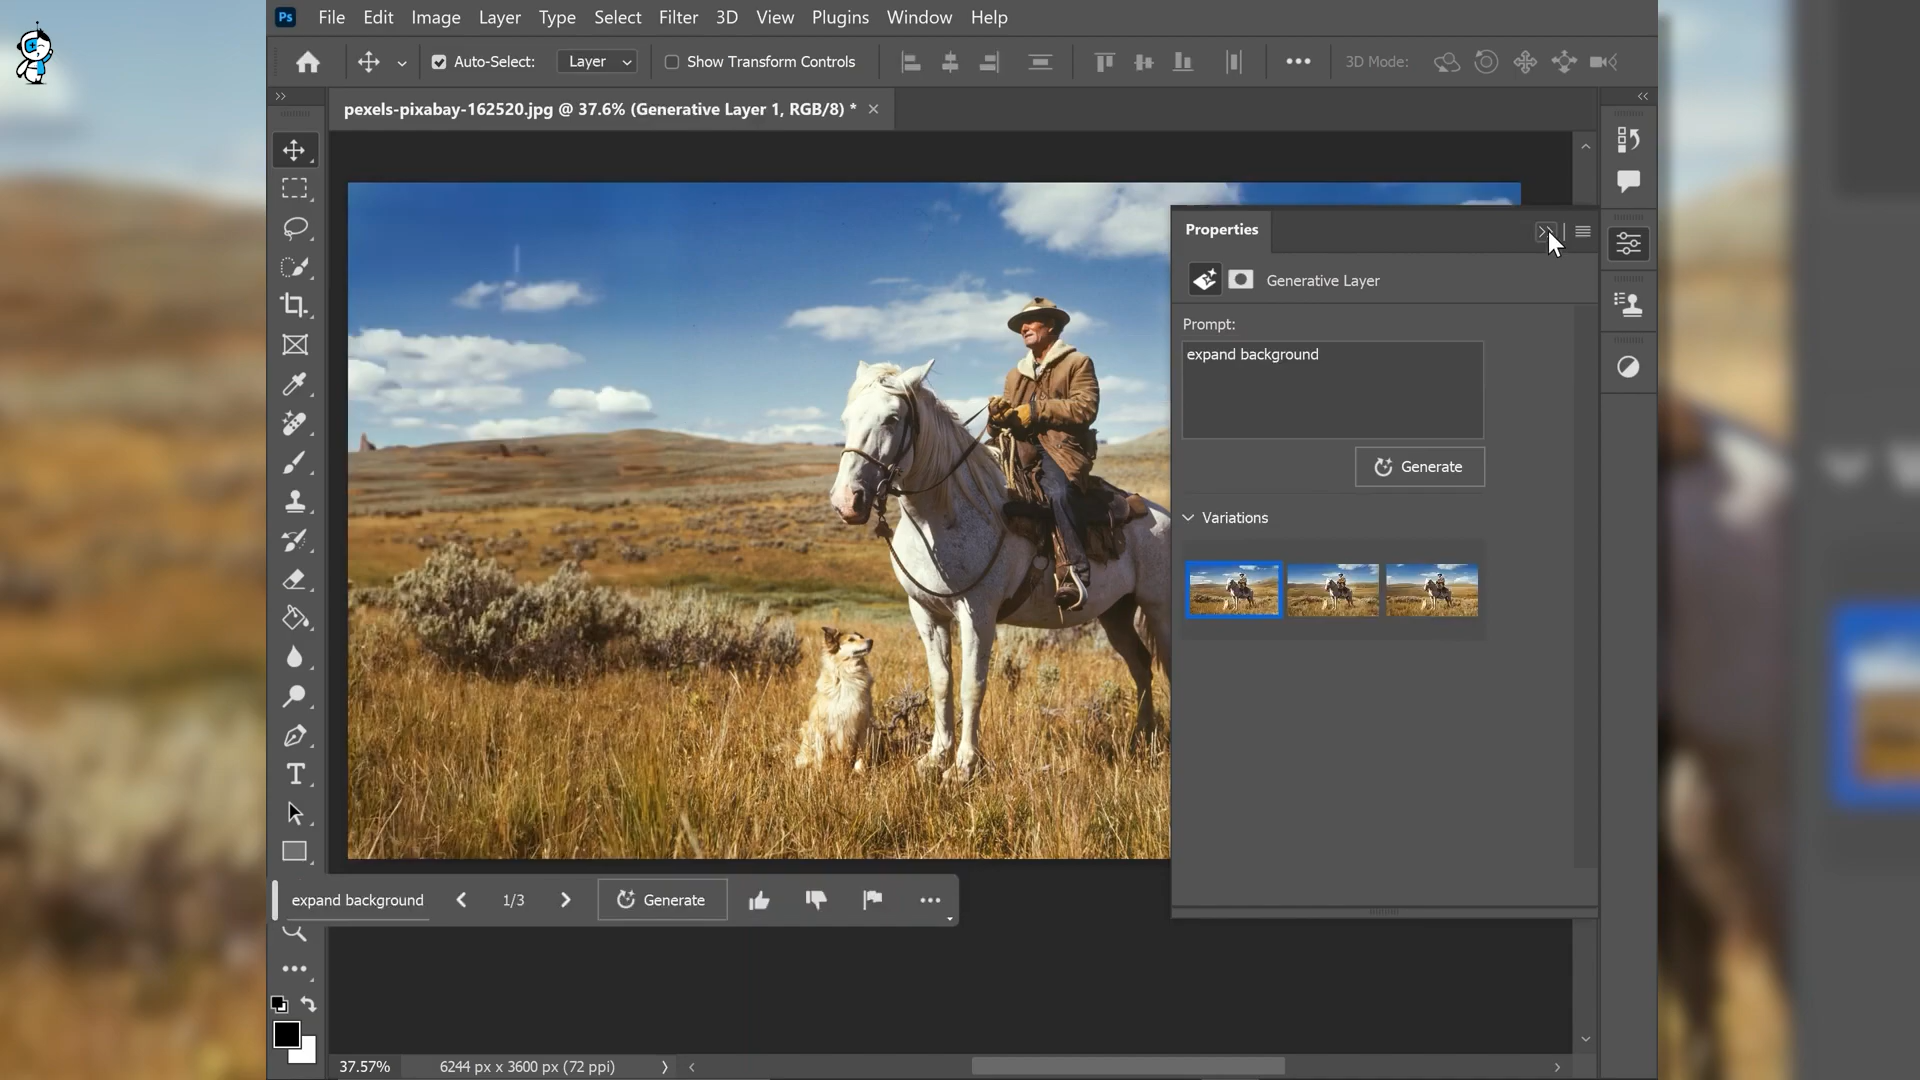 Ps File Edit Image Layer Type Select Filter 3D View Plugins Window Help
Auto-Select: Layer Show Transform Controls 3D Mode:
pexels-pixabay-162520.jpg @ 37.6% (Generative Layer 1, RGB/8) *
Properties
Generative Layer
Prompt:
expand background
Generate
Variations
expand background 1/3 Generate
37.57% 6244 px x 3600 px (72 ppi)